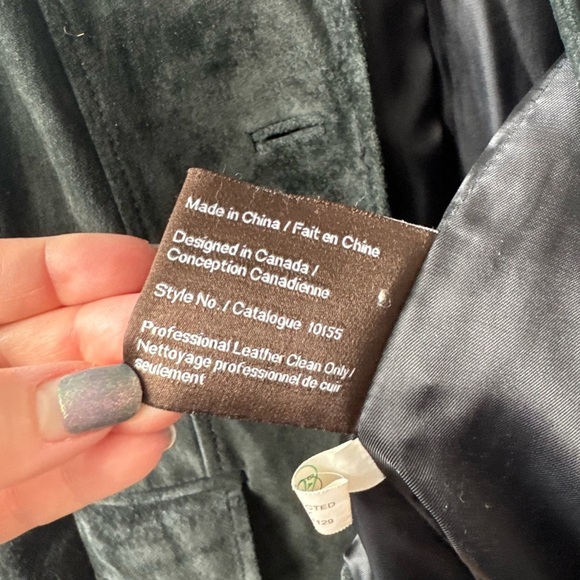 Made in China / Fait en Chine
Designed in Canada /
Conception Canadienne
Style No. / Catalogue 10155
Professional Leather Clean Only /
Nettoyage professionnel de cuir
seulement
129